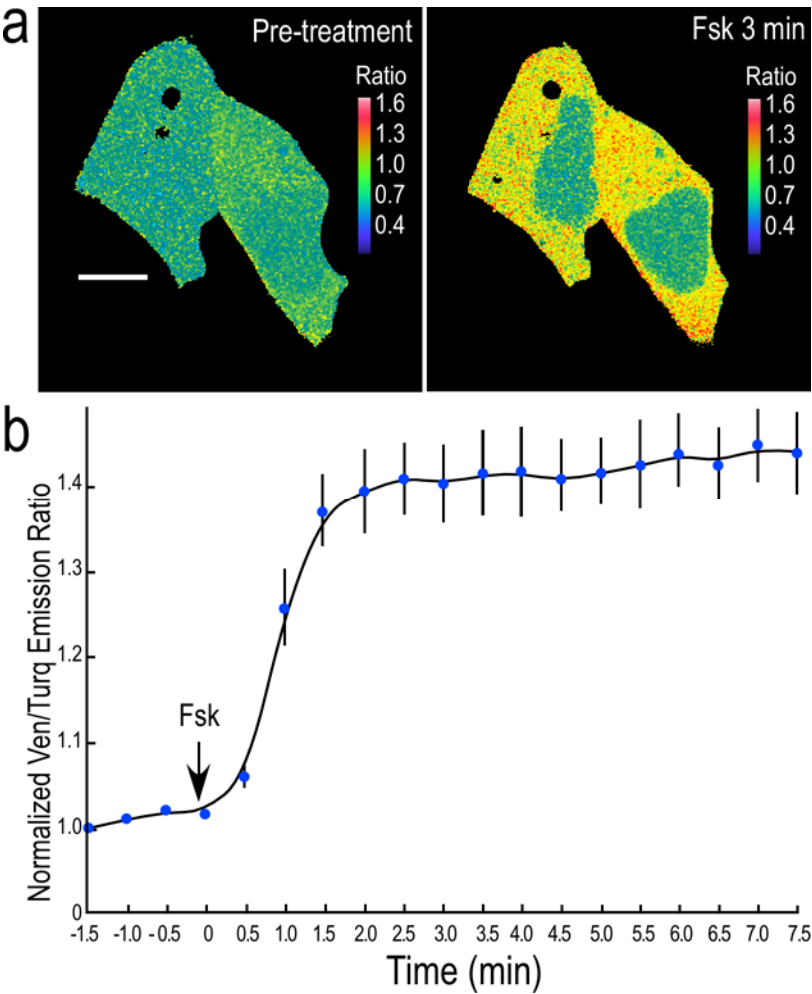 a
Pre-treatment
Ratio
1.6
1.3
1.0
0.7
0.4
Fsk 3 min
Ratio
1.6
1.3
1.0
0.7
0.4
b
Normalized Ven/Turq Emission Ratio
1.4
1.3
1.2
1.1
1.0
0
Fsk
-1.5 -1.0 -0.5 0 0.5 1.0 1.5 2.0 2.5 3.0 3.5 4.0 4.5 5.0 5.5 6.0 6.5 7.0 7.5
Time (min)